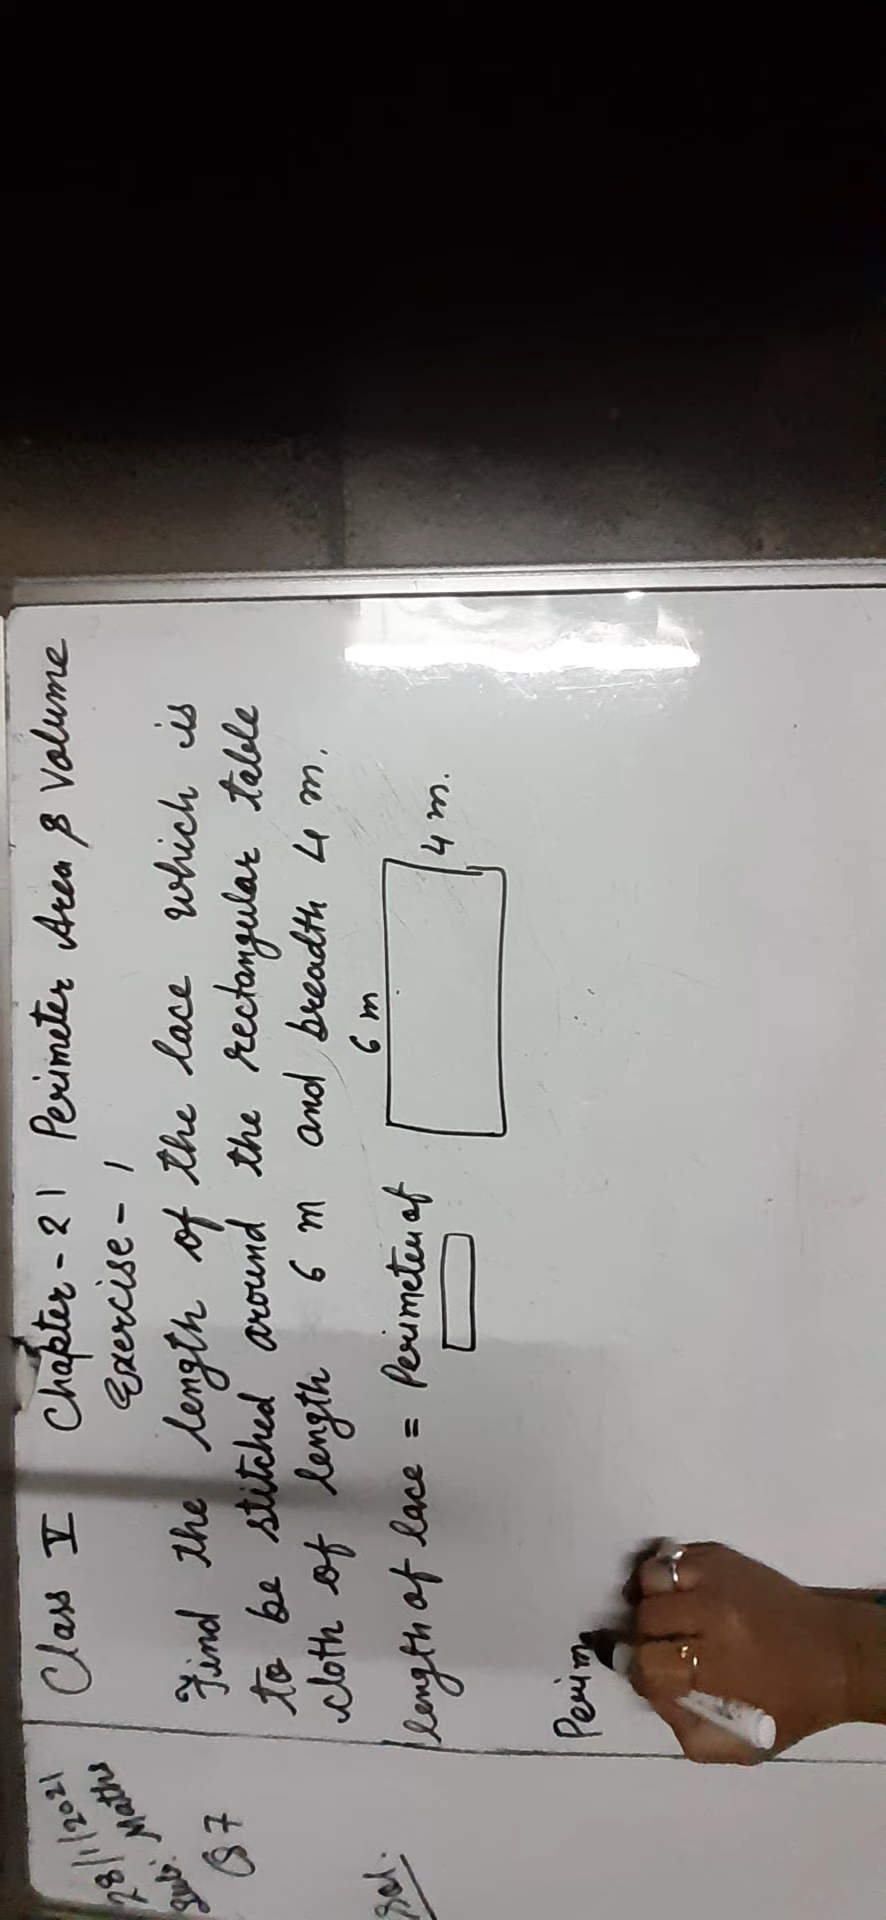 28/1/2021 Class V Chapter - 21 Perimeter Area & Volume
Sub: Maths Exercise - 1
Q7 Find the length of the lace which is
to be stitched around the rectangular table
cloth of length 6 m and breadth 4 m.
Sol. length of lace = Perimeter of
6 m
4 m.
Perim